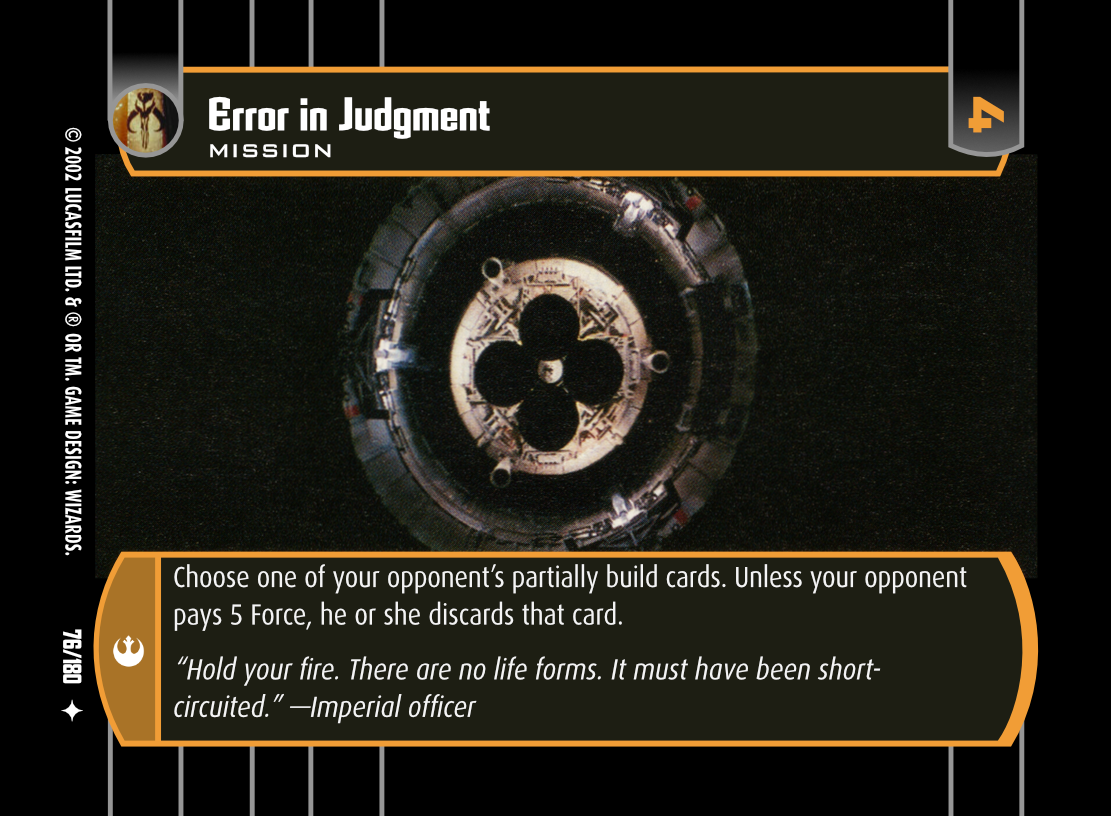 Error in Judgment
MISSION
4
Choose one of your opponent's partially build cards. Unless your opponent
pays 5 Force, he or she discards that card.
"Hold your fire. There are no life forms. It must have been short-
circuited." —Imperial officer
© 2002 LUCASFILM LTD. & ® OR TM. GAME DESIGN: WIZARDS.
76/180